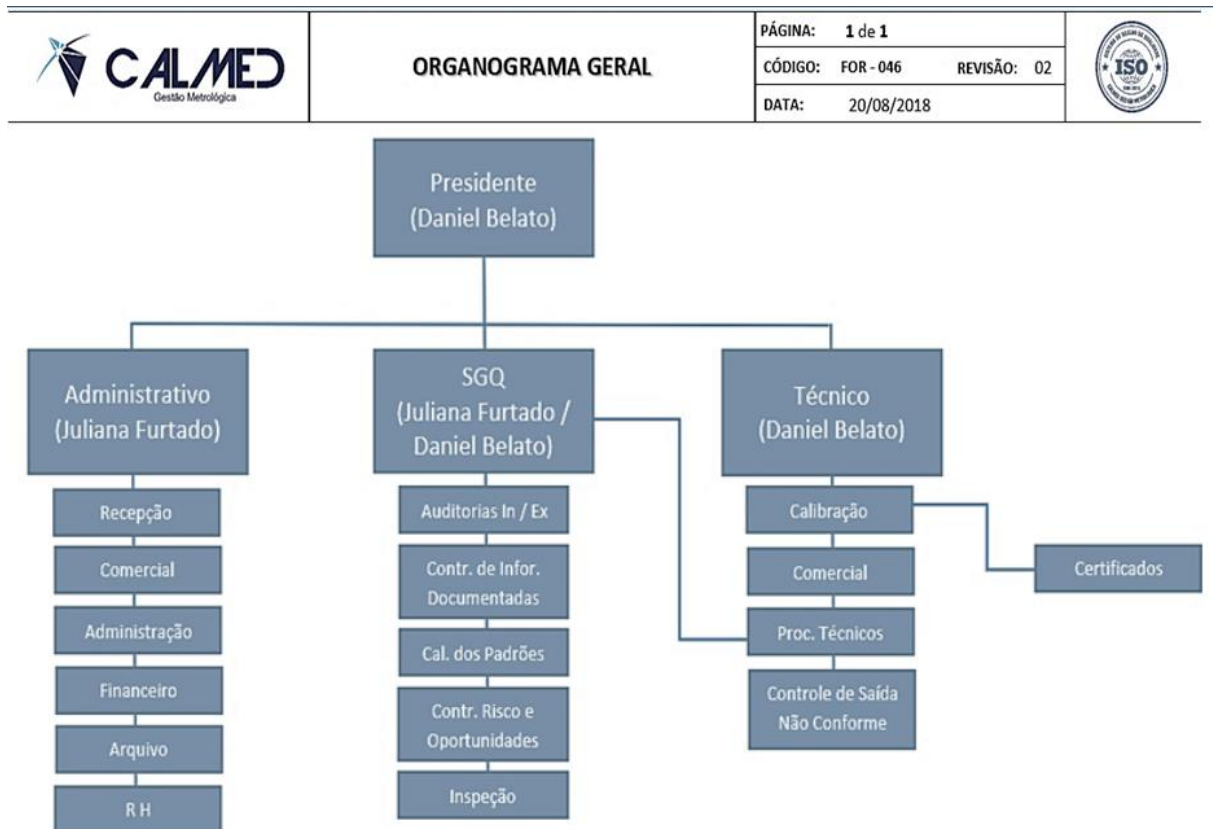 CALMED
Gestão Metrológica
ORGANOGRAMA GERAL
PÁGINA: 1 de 1
CÓDIGO: FOR - 046 REVISÃO: 02
DATA: 20/08/2018
ISO
Presidente
(Daniel Belato)
Administrativo
(Juliana Furtado)
Recepção
Comercial
Administração
Financeiro
Arquivo
R H
SGQ
(Juliana Furtado /
Daniel Belato)
Auditorias In / Ex
Contr. de Infor.
Documentadas
Cal. dos Padrões
Contr. Risco e
Oportunidades
Inspeção
Técnico
(Daniel Belato)
Calibração
Comercial
Proc. Técnicos
Controle de Saída
Não Conforme
Certificados